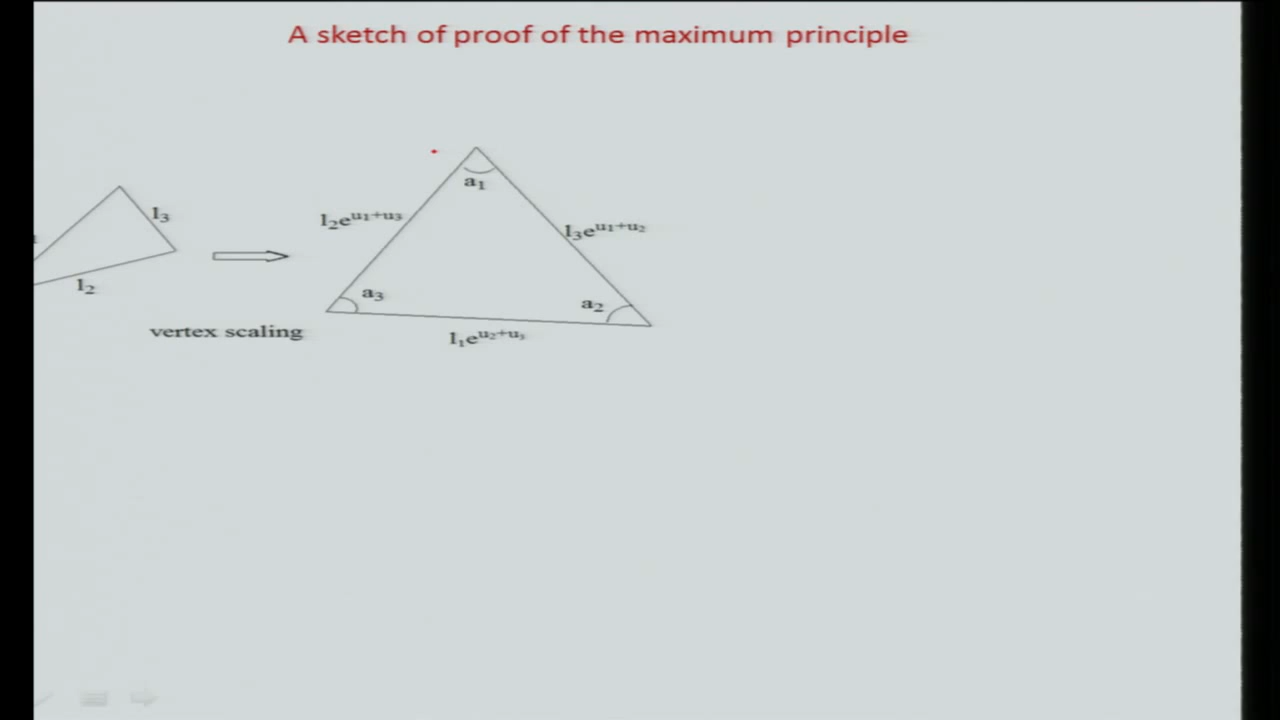 A sketch of proof of the maximum principle
a₁
l₃
l₂e^{u₁+u₃}
l₃e^{u₁+u₂}
l₂
a₃
a₂
vertex scaling
l₁e^{u₂+u₃}